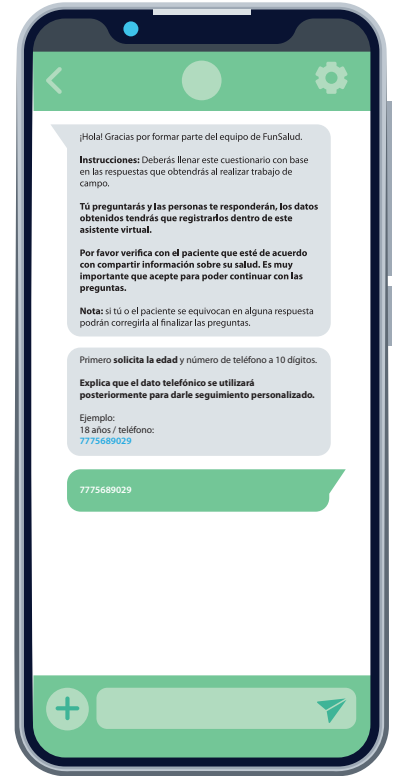 ¡Hola! Gracias por formar parte del equipo de FunSalud.
Instrucciones: Deberás llenar este cuestionario con base
en las respuestas que obtendrás al realizar trabajo de
campo.
Tú preguntarás y las personas te responderán, los datos
obtenidos tendrás que registrarlos dentro de este
asistente virtual.
Por favor verifica con el paciente que esté de acuerdo
con compartir información sobre su salud. Es muy
importante que acepte para poder continuar con las
preguntas.
Nota: si tú o el paciente se equivocan en alguna respuesta
podrán corregirla al finalizar las preguntas.
Primero solicita la edad y número de teléfono a 10 dígitos.
Explica que el dato telefónico se utilizará
posteriormente para darle seguimiento personalizado.
Ejemplo:
18 años / teléfono:
7775689029
7775689029